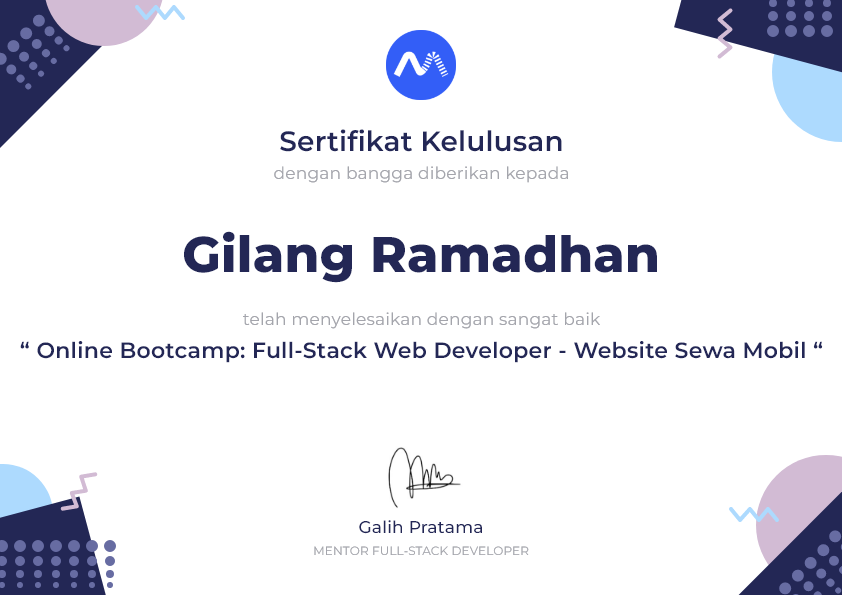 Sertifikat Kelulusan
dengan bangga diberikan kepada
Gilang Ramadhan
telah menyelesaikan dengan sangat baik
“ Online Bootcamp: Full-Stack Web Developer - Website Sewa Mobil “
Galih Pratama
MENTOR FULL-STACK DEVELOPER